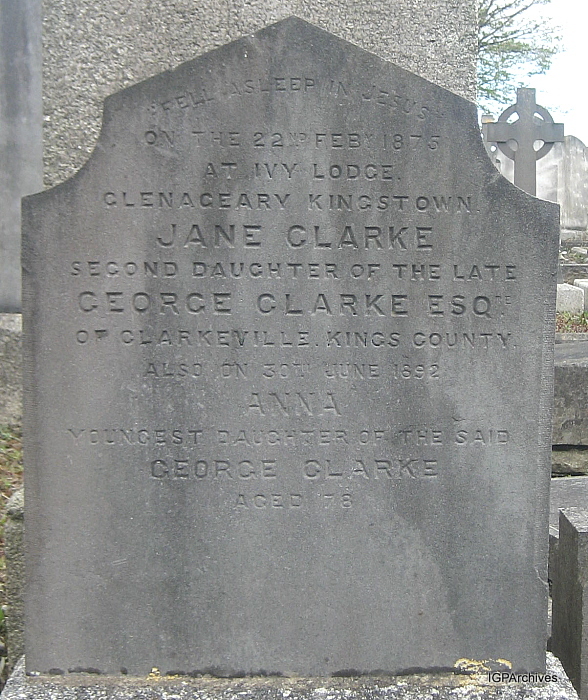 "FELL ASLEEP IN JESUS"
ON THE 22ND FEBY 1875
AT IVY LODGE.
GLENAGEARY KINGSTOWN.
JANE CLARKE
SECOND DAUGHTER OF THE LATE
GEORGE CLARKE ESQRE.
OF CLARKEVILLE. KINGS COUNTY.
ALSO ON 30TH JUNE 1892
ANNA
YOUNGEST DAUGHTER OF THE SAID
GEORGE CLARKE
AGED 78
IGPArchives